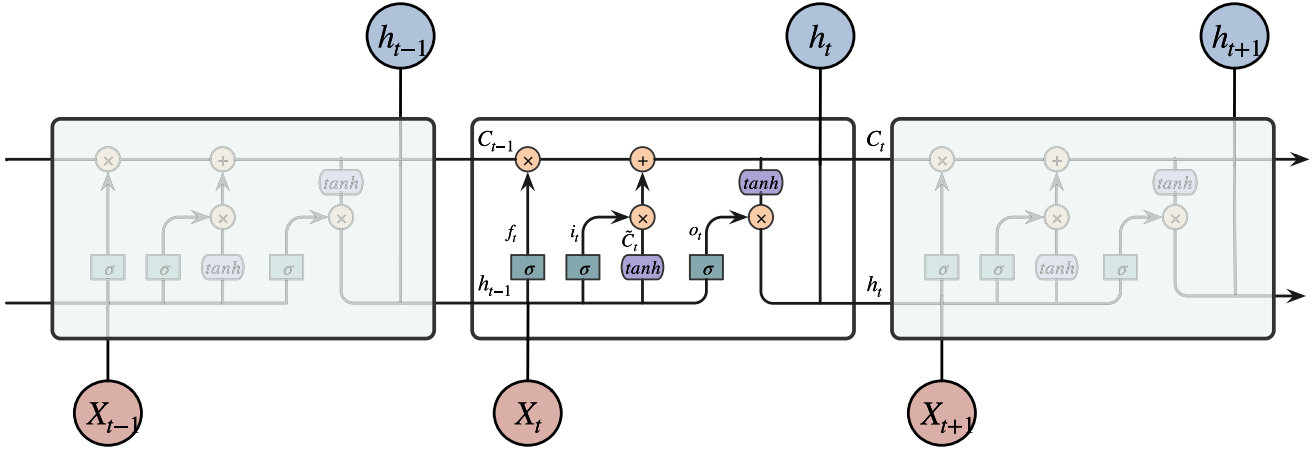 h_{t-1} h_t h_{t+1}
C_{t-1} × + C_t
× + tanh
× + tanh
tanh
× × f_t i_t C̃_t o_t × ×
× ×
σ σ tanh σ
σ σ tanh σ
σ σ tanh σ
h_{t-1} h_t
X_{t-1} X_t X_{t+1}